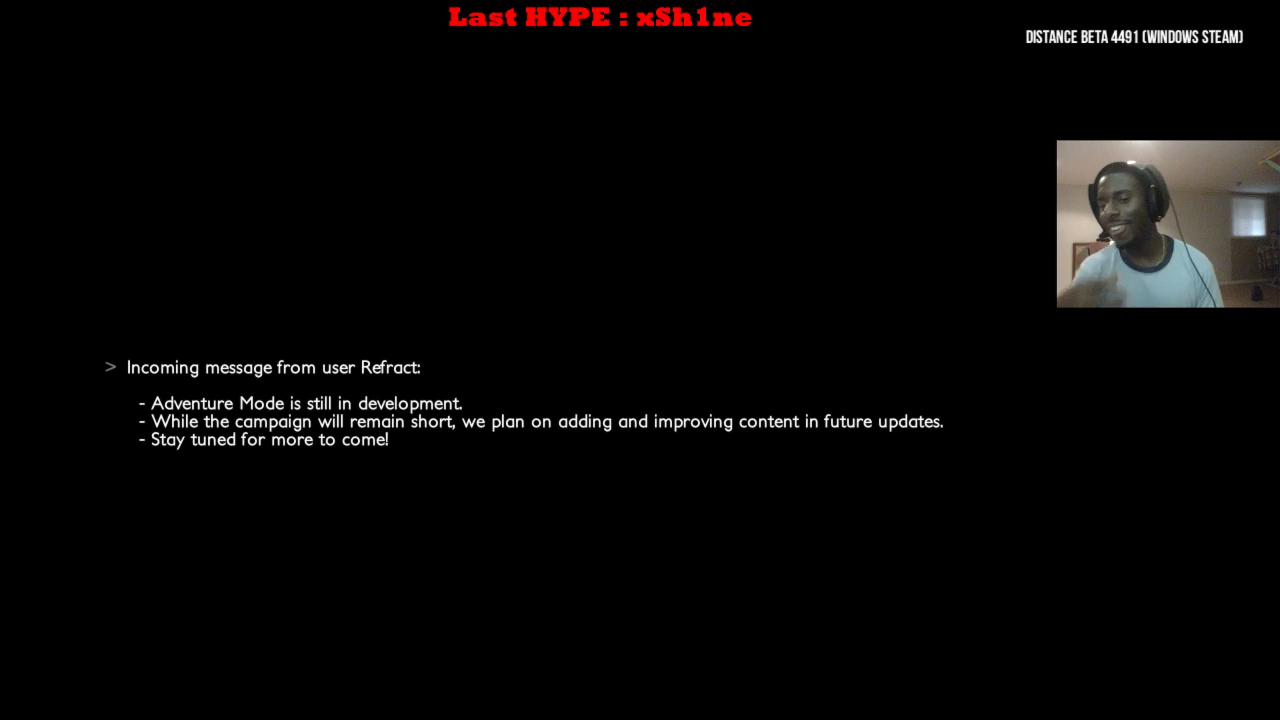 Last HYPE : xSh1ne
DISTANCE BETA 4491 (WINDOWS STEAM)
> Incoming message from user Refract:
- Adventure Mode is still in development.
- While the campaign will remain short, we plan on adding and improving content in future updates.
- Stay tuned for more to come!